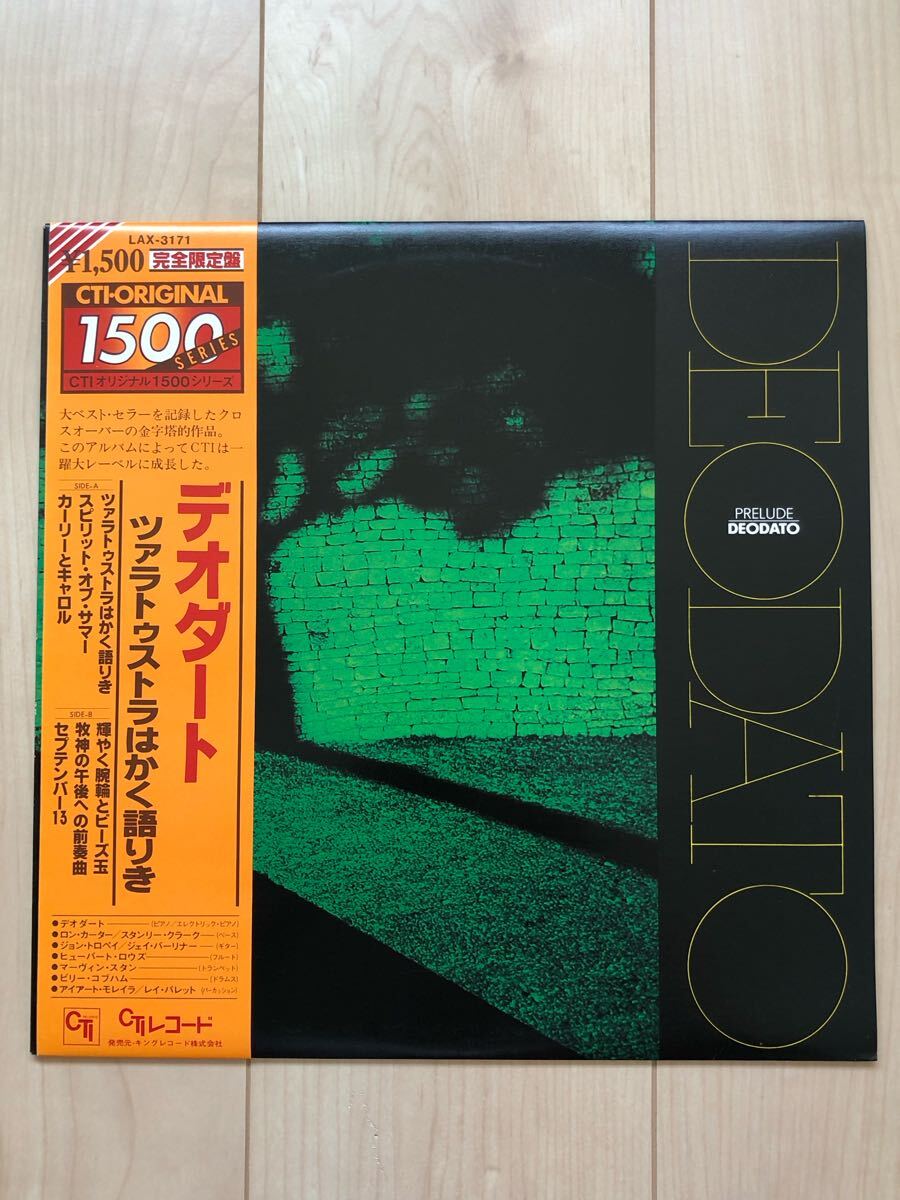 LAX-3171
¥1,500 完全限定盤
CTI-ORIGINAL
1500
SERIES
CTIオリジナル1500シリーズ
大ベスト・セラーを記録したクロ
スオーバーの金字塔的作品。
このアルバムによってCTIは一
躍大レーベルに成長した。
デオダート
ツァラトゥストラはかく語りき
SIDE-A
ツァラトゥストラはかく語りき
スピリット・オブ・サマー
カーリーとキャロル
SIDE-B
輝やく腕輪とビーズ玉
牧神の午後への前奏曲
セプテンバー13
●デオダート (ピアノ/エレクトリック・ピアノ)
●ロン・カーター/スタンリー・クラーク (ベース)
●ジョン・トロペイ/ジェイ・バーリナー (ギター)
●ヒューバート・ロウズ (フルート)
●マーヴィン・スタン (トランペット)
●ビリー・コブハム (ドラムス)
●アイアート・モレイラ/レイ・バレット (パーカッション)
CTI
CTIレコード
発売元-キングレコード株式会社
DEODATO
PRELUDE
DEODATO